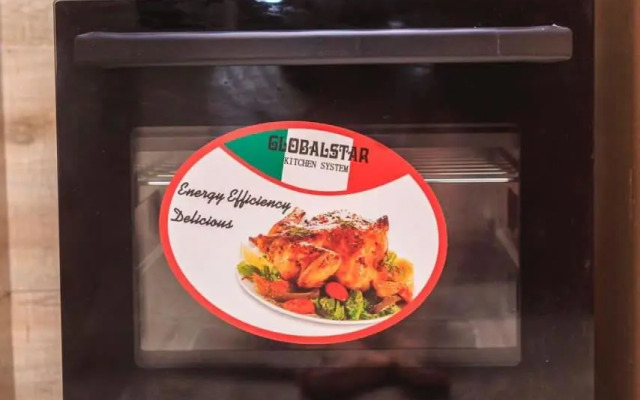 GLOBALSTAR
KITCHEN SYSTEM
Energy Efficiency
Delicious